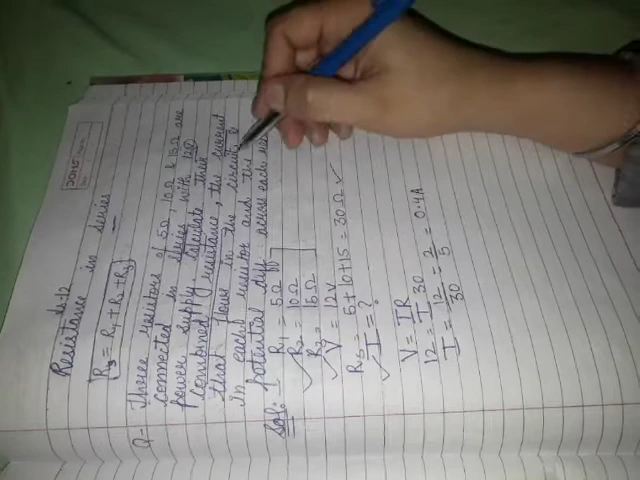 DOMS
Resistance in series
Rs = R1 + R2 + R3
Q- Three resistors of 5Ω, 10Ω & 15Ω are
connected in series with 12V
power supply. calculate their
combined resistance, the current
that flows in the circuit &
in each resistor and the
potential diff across each
Sol: R1 = 5Ω
R2 = 10Ω
R3 = 15Ω
V = 12V
Rs = 5+10+15 = 30Ω
I = ?
V = IR
12 = I 30
I = 12/30 = 2/5 = 0.4A